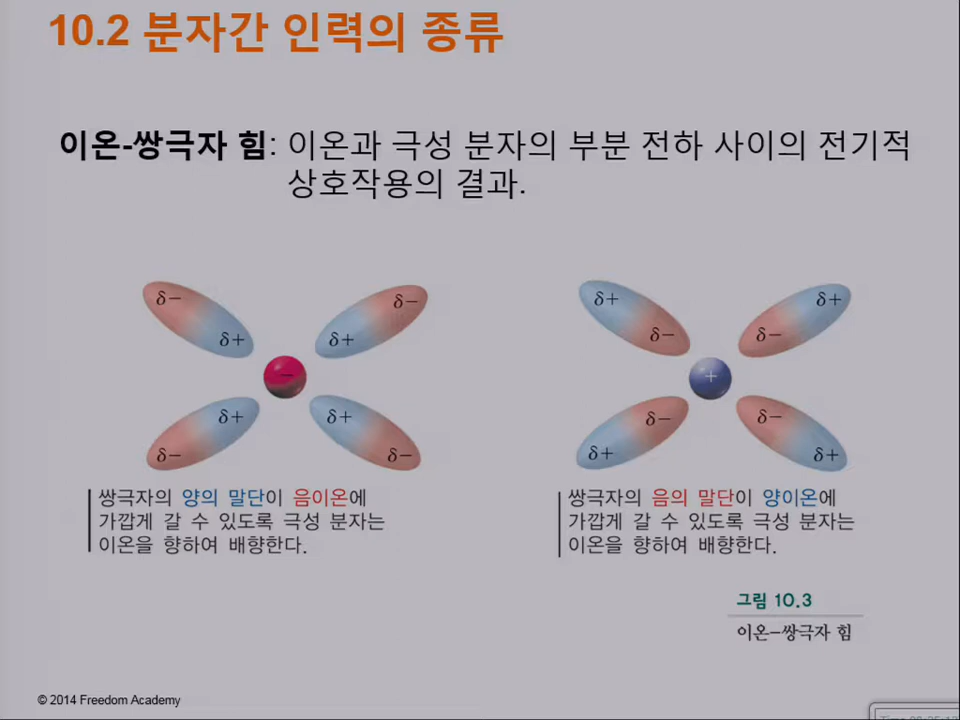 10.2 분자간 인력의 종류
이온-쌍극자 힘: 이온과 극성 분자의 부분 전하 사이의 전기적
상호작용의 결과.
δ− δ− δ+ δ+
δ+ δ+ δ− δ−
− +
δ+ δ+ δ− δ−
δ− δ− δ+ δ+
쌍극자의 양의 말단이 음이온에
가깝게 갈 수 있도록 극성 분자는
이온을 향하여 배향한다.
쌍극자의 음의 말단이 양이온에
가깝게 갈 수 있도록 극성 분자는
이온을 향하여 배향한다.
그림 10.3
이온-쌍극자 힘
© 2014 Freedom Academy